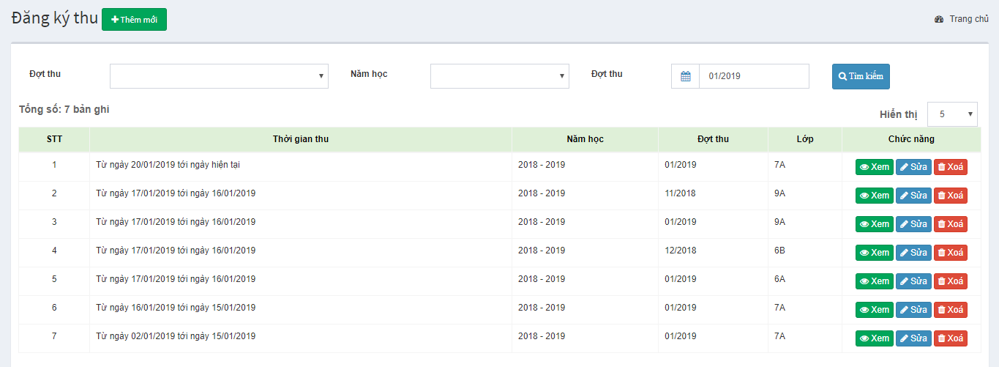 Đăng ký thu Thêm mới Trang chủ
Đợt thu Năm học Đợt thu 01/2019 Tìm kiếm
Tổng số: 7 bản ghi
Hiển thị 5
STT Thời gian thu Năm học Đợt thu Lớp Chức năng
1 Từ ngày 20/01/2019 tới ngày hiện tại 2018 - 2019 01/2019 7A Xem Sửa Xoá
2 Từ ngày 17/01/2019 tới ngày 16/01/2019 2018 - 2019 11/2018 9A Xem Sửa Xoá
3 Từ ngày 17/01/2019 tới ngày 16/01/2019 2018 - 2019 01/2019 9A Xem Sửa Xoá
4 Từ ngày 17/01/2019 tới ngày 16/01/2019 2018 - 2019 12/2018 6B Xem Sửa Xoá
5 Từ ngày 17/01/2019 tới ngày 16/01/2019 2018 - 2019 01/2019 6A Xem Sửa Xoá
6 Từ ngày 16/01/2019 tới ngày 15/01/2019 2018 - 2019 01/2019 7A Xem Sửa Xoá
7 Từ ngày 02/01/2019 tới ngày 15/01/2019 2018 - 2019 01/2019 7A Xem Sửa Xoá